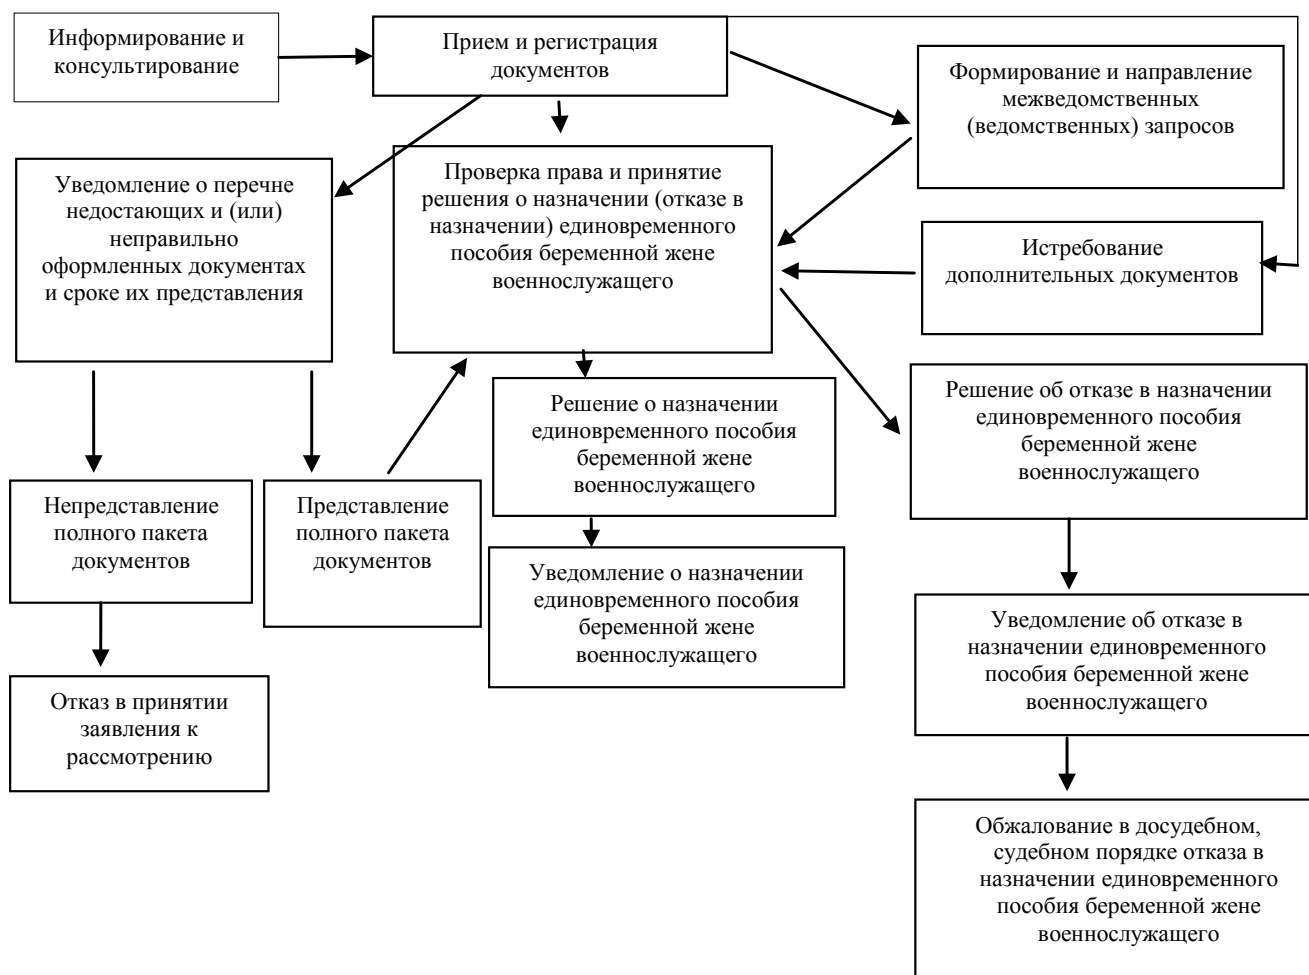 Информирование и
консультирование
Прием и регистрация
документов
Формирование и направление
межведомственных
(ведомственных) запросов
Уведомление о перечне
недостающих и (или)
неправильно
оформленных документах
и сроке их представления
Проверка права и принятие
решения о назначении (отказе в
назначении) единовременного
пособия беременной жене
военнослужащего
Истребование
дополнительных документов
Решение о назначении
единовременного пособия
беременной жене
военнослужащего
Решение об отказе в назначении
единовременного пособия
беременной жене
военнослужащего
Непредставление
полного пакета
документов
Представление
полного пакета
документов
Уведомление о назначении
единовременного пособия
беременной жене
военнослужащего
Уведомление об отказе в
назначении единовременного
пособия беременной жене
военнослужащего
Отказ в принятии
заявления к
рассмотрению
Обжалование в досудебном,
судебном порядке отказа в
назначении единовременного
пособия беременной жене
военнослужащего